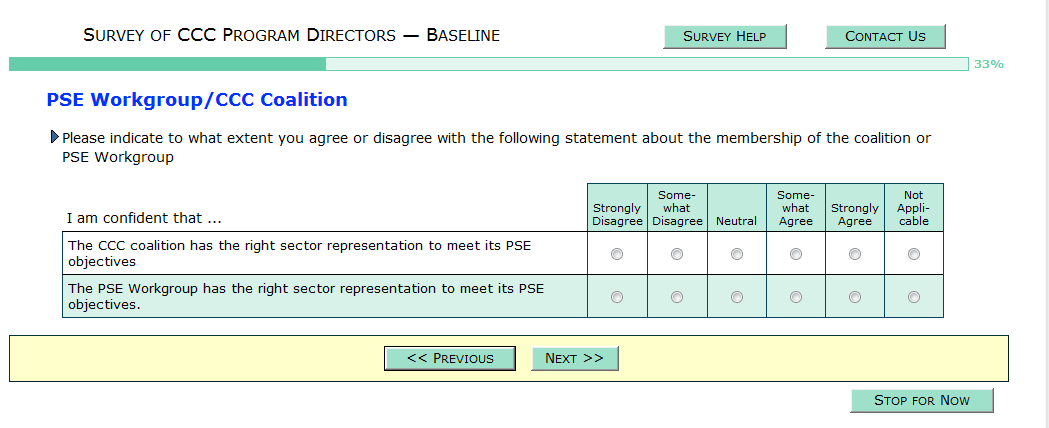 SURVEY OF CCC PROGRAM DIRECTORS — BASELINE
SURVEY HELP
CONTACT US
33%
PSE Workgroup/CCC Coalition
Please indicate to what extent you agree or disagree with the following statement about the membership of the coalition or
PSE Workgroup
I am confident that ...
Strongly
Disagree
Some-
what
Disagree
Neutral
Some-
what
Agree
Strongly
Agree
Not
Appli-
cable
The CCC coalition has the right sector representation to meet its PSE
objectives
The PSE Workgroup has the right sector representation to meet its PSE
objectives.
<< PREVIOUS
NEXT >>
STOP FOR NOW